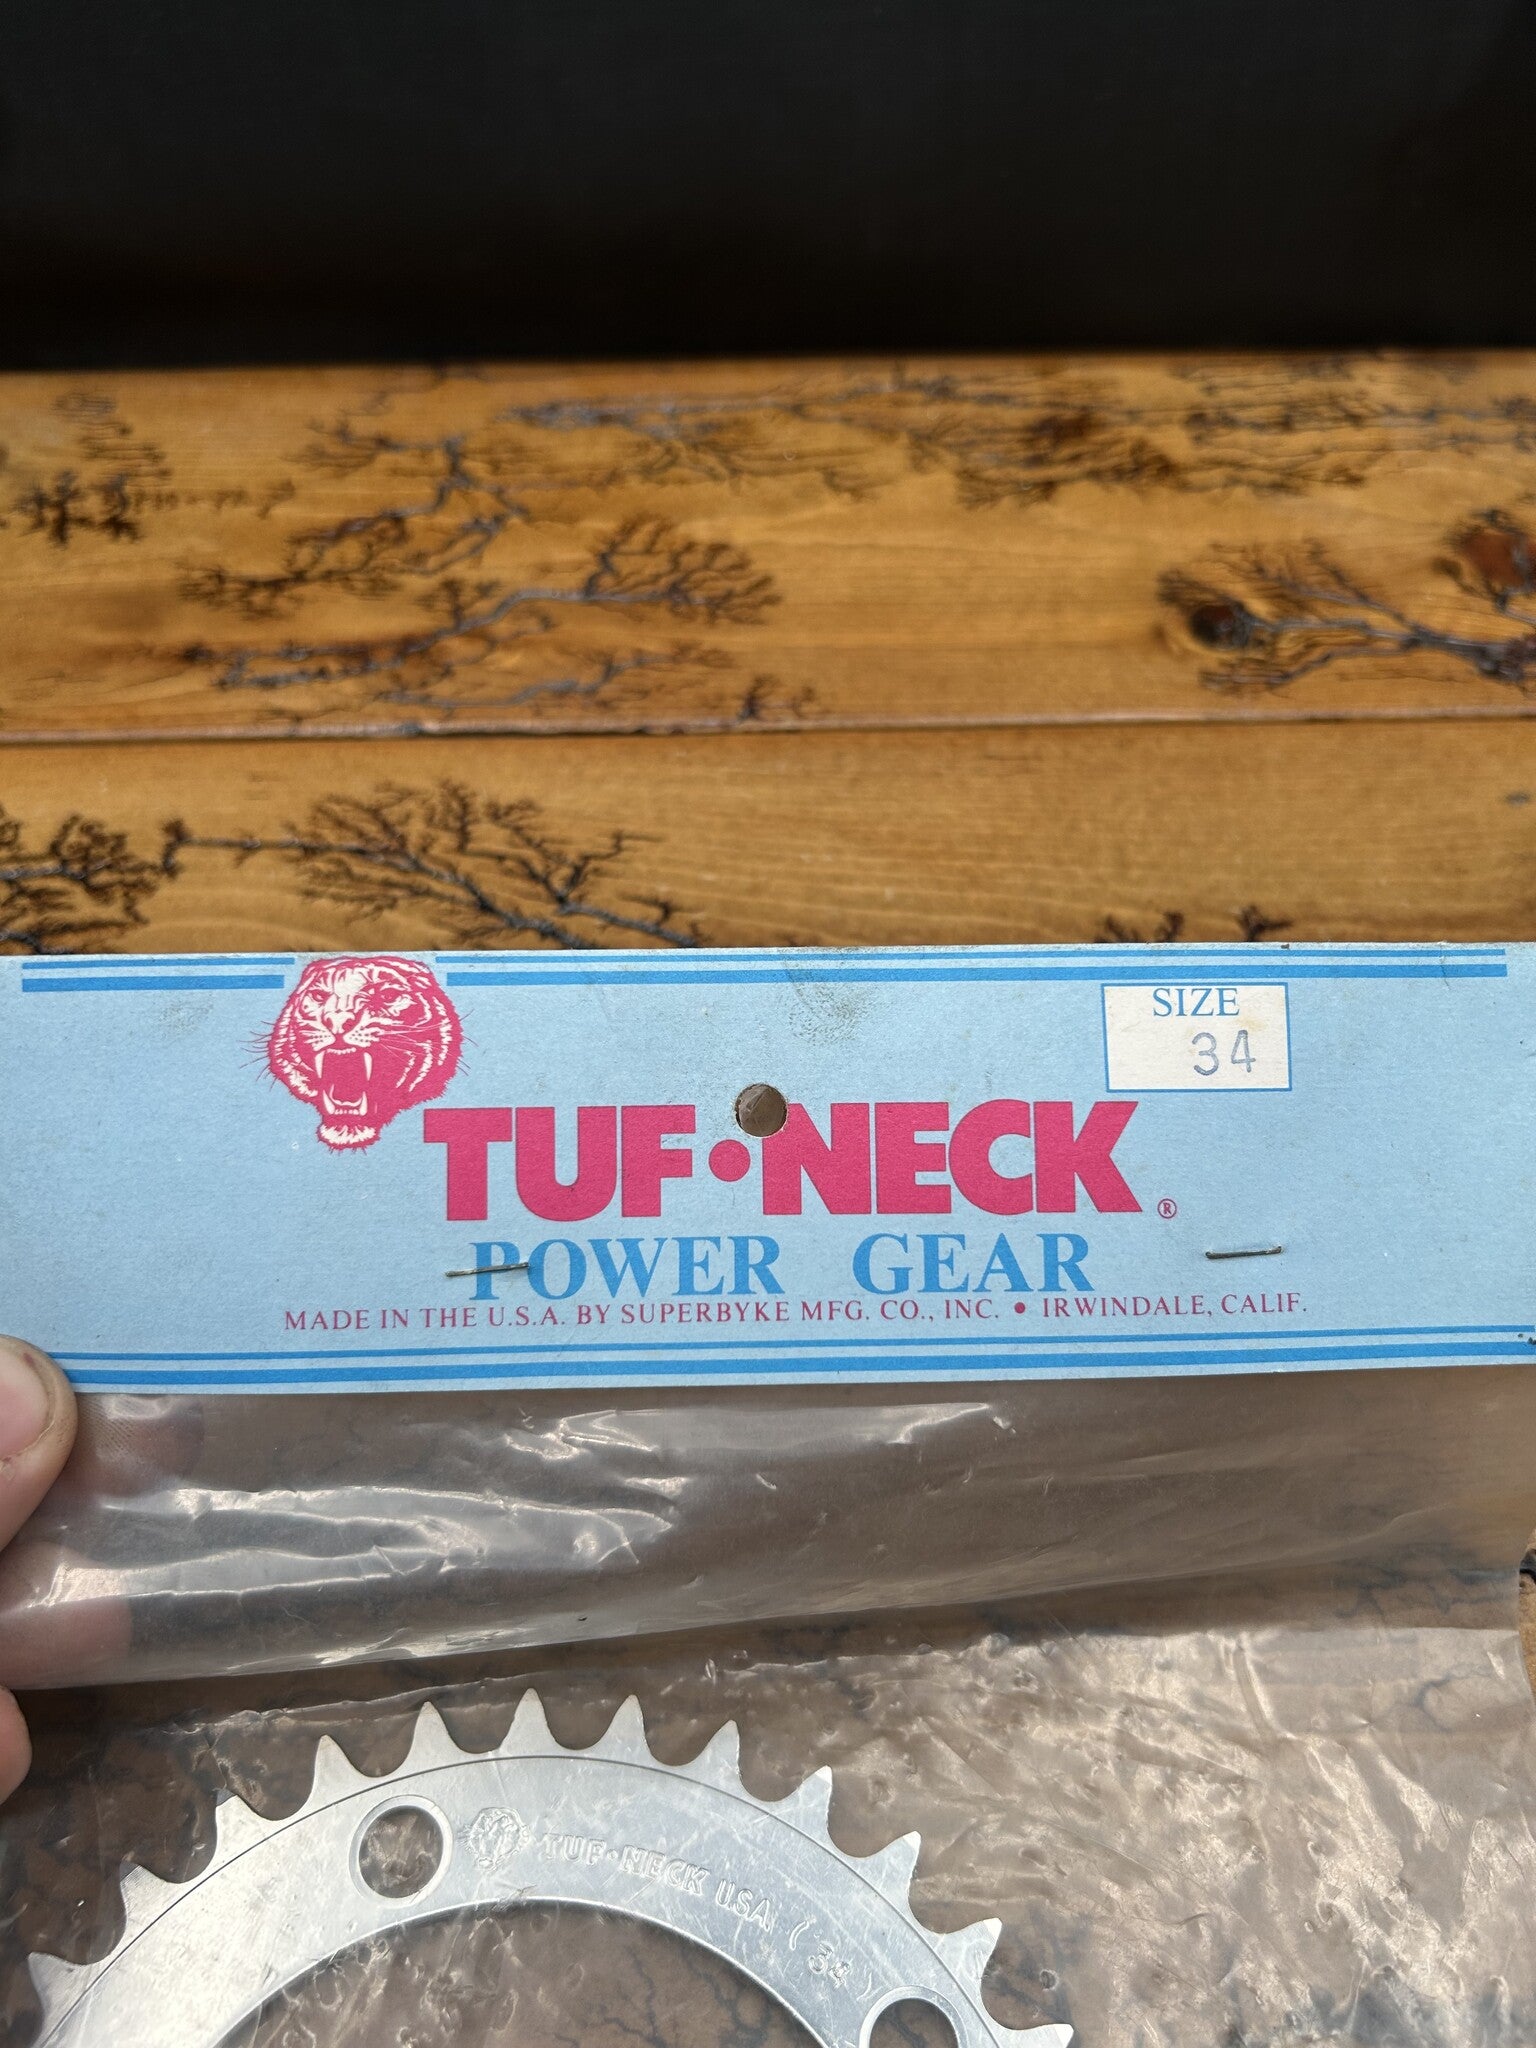 SIZE
34
TUF•NECK®
POWER GEAR
MADE IN THE U.S.A. BY SUPERBYKE MFG. CO., INC. • IRWINDALE, CALIF.
TUF•NECK USA (34)